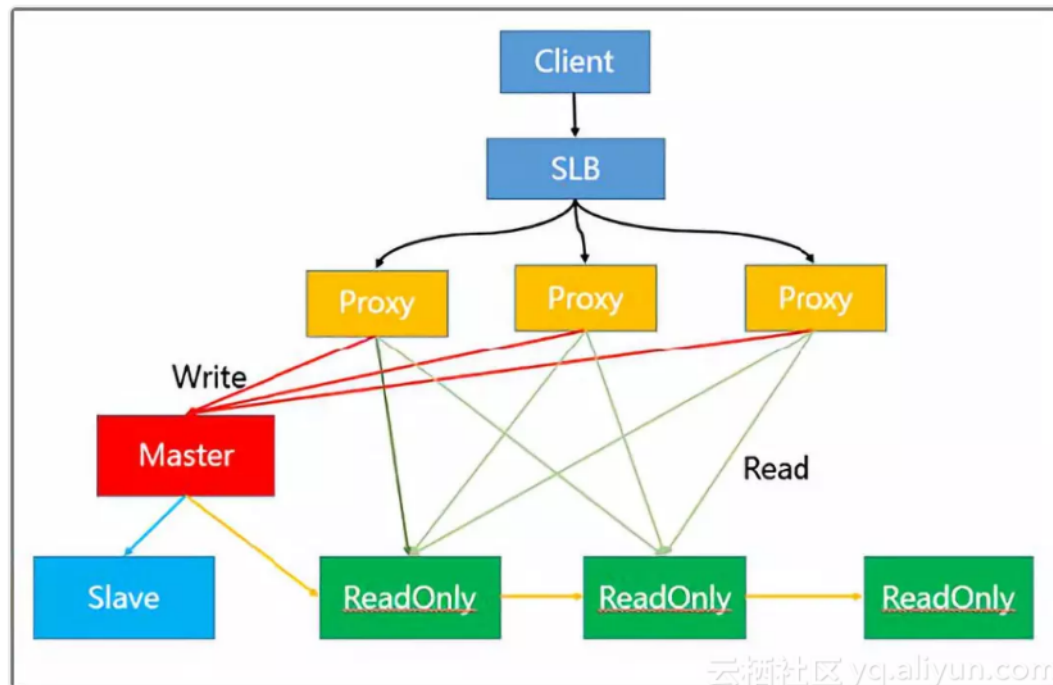 Client
SLB
Proxy
Proxy
Proxy
Write
Master
Read
Slave
ReadOnly
ReadOnly
ReadOnly
云栖社区 yq.aliyun.com